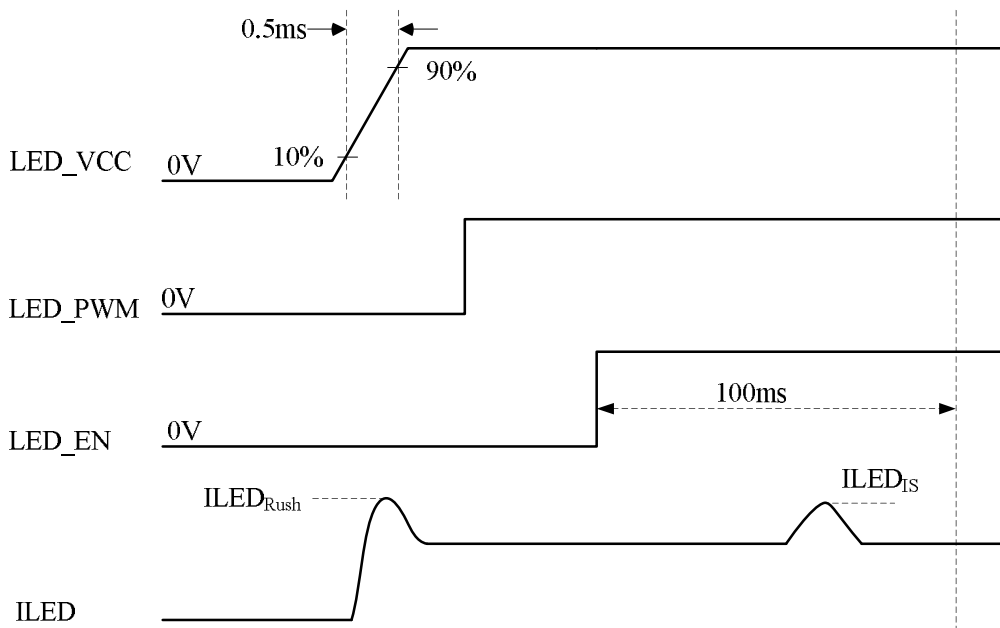 0.5ms
90%
LED_VCC 0V 10%
LED_PWM 0V
100ms
LED_EN 0V
ILED_Rush
ILED_IS
ILED